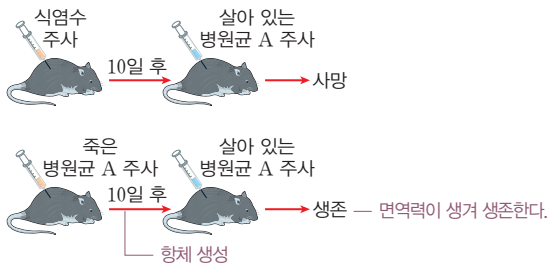 식염수
주사
10일 후
살아 있는
병원균 A 주사
사망
죽은
병원균 A 주사
10일 후
살아 있는
병원균 A 주사
생존 — 면역력이 생겨 생존한다.
항체 생성